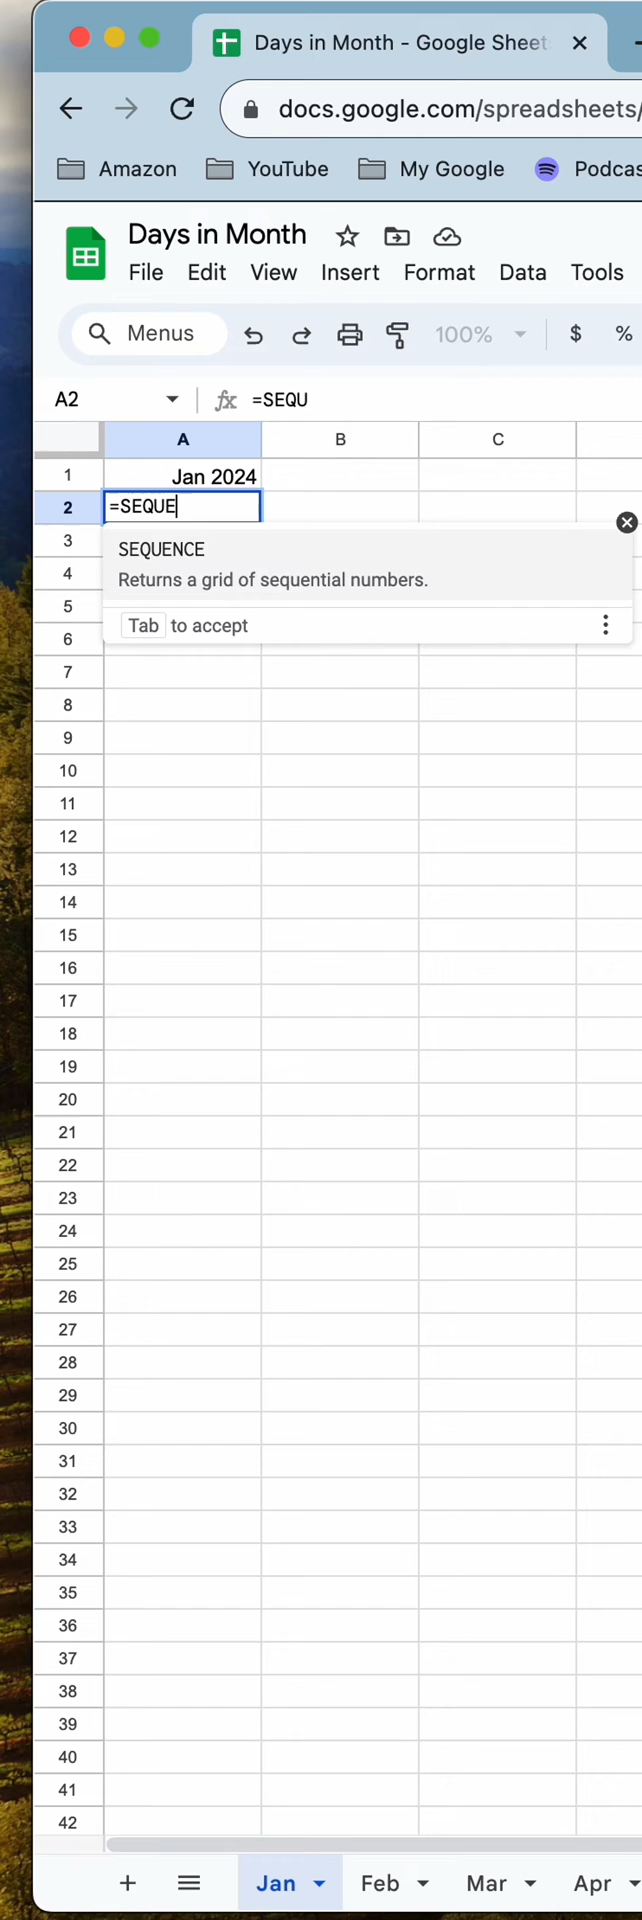 Days in Month - Google Sheet
docs.google.com/spreadsheets/
Amazon YouTube My Google Podcas
Days in Month
File Edit View Insert Format Data Tools
Menus 100% $ %
A2 fx =SEQU
A B C
1 Jan 2024
2 =SEQUE
3 SEQUENCE
4 Returns a grid of sequential numbers.
5 Tab to accept
6
7
8
9
10
11
12
13
14
15
16
17
18
19
20
21
22
23
24
25
26
27
28
29
30
31
32
33
34
35
36
37
38
39
40
41
42
+ Jan Feb Mar Apr